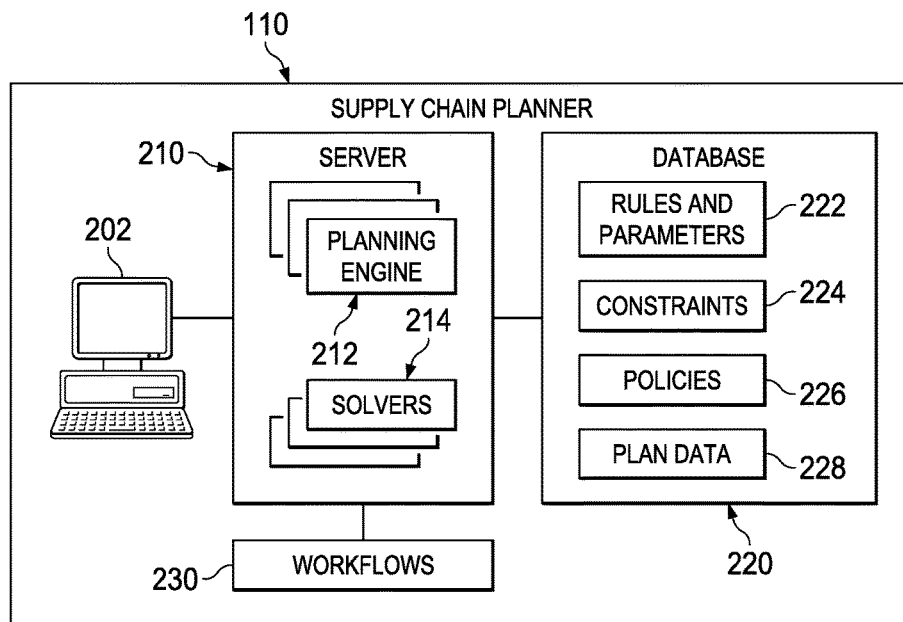 110
SUPPLY CHAIN PLANNER
210
SERVER
DATABASE
202
PLANNING
ENGINE
212
214
SOLVERS
RULES AND
PARAMETERS
222
CONSTRAINTS
224
POLICIES
226
PLAN DATA
228
230
WORKFLOWS
220